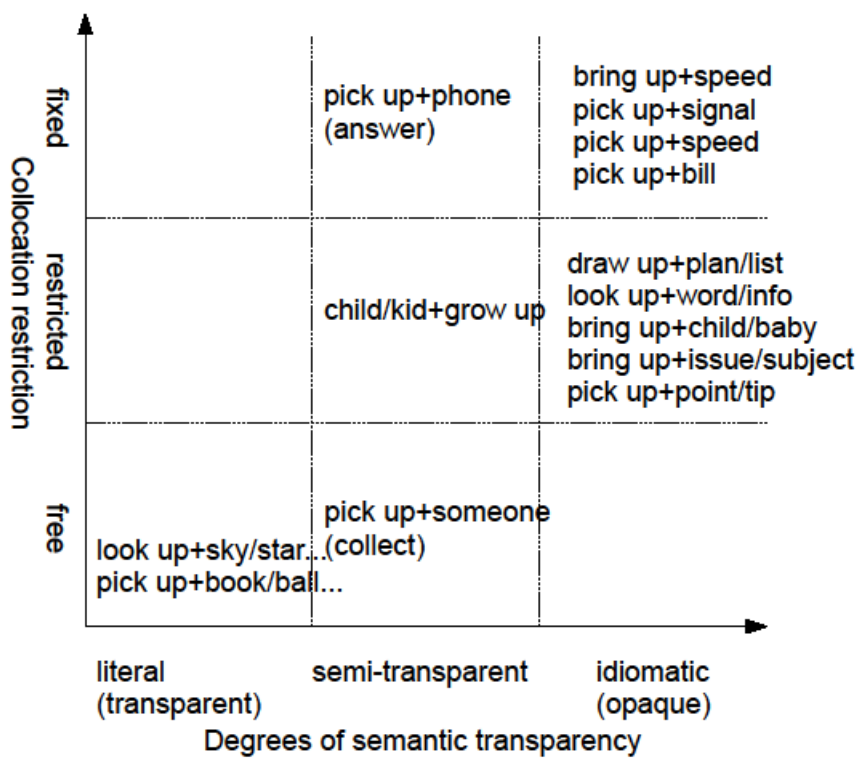 fixed
pick up+phone
(answer)
bring up+speed
pick up+signal
pick up+speed
pick up+bill
Collocation restriction
restricted
child/kid+grow up
draw up+plan/list
look up+word/info
bring up+child/baby
bring up+issue/subject
pick up+point/tip
free
look up+sky/star...
pick up+book/ball...
pick up+someone
(collect)
literal
(transparent)
semi-transparent
idiomatic
(opaque)
Degrees of semantic transparency